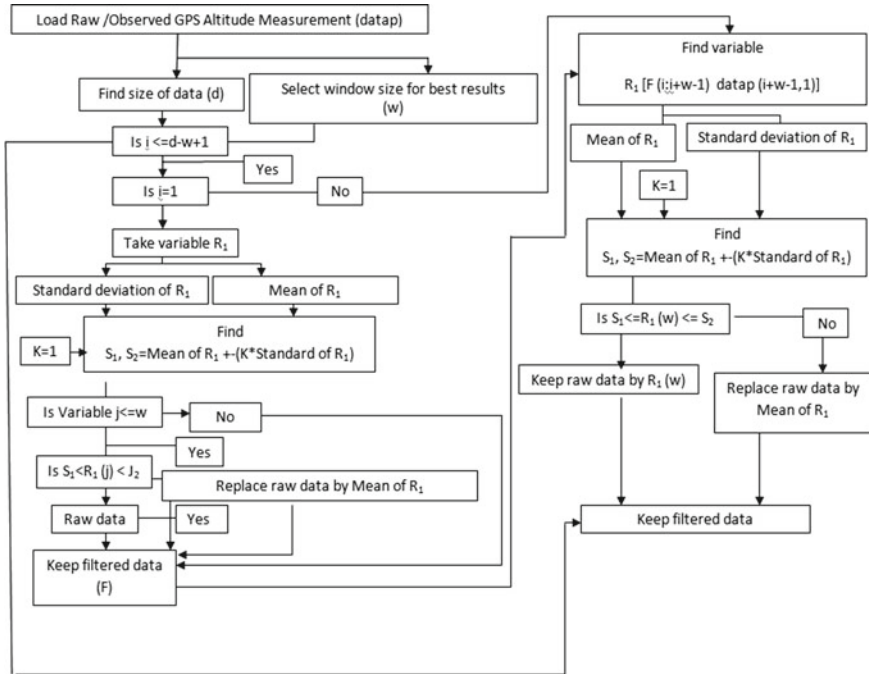 Load Raw /Observed GPS Altitude Measurement (datap)
Find size of data (d)
Select window size for best results
(w)
Is i <=d-w+1
Yes
Is i=1
No
Take variable R₁
Standard deviation of R₁
Mean of R₁
K=1
Find
S₁, S₂=Mean of R₁ +-(K*Standard of R₁)
Is Variable j<=w
No
Yes
Is S₁<R₁ (j) < J₂
Replace raw data by Mean of R₁
Raw data
Yes
Keep filtered data
(F)
Find variable
R₁ [F (i:i+w-1) datap (i+w-1,1)]
Mean of R₁
Standard deviation of R₁
K=1
Find
S₁, S₂=Mean of R₁ +-(K*Standard of R₁)
Is S₁<=R₁ (w) <= S₂
No
Keep raw data by R₁ (w)
Replace raw data by
Mean of R₁
Keep filtered data